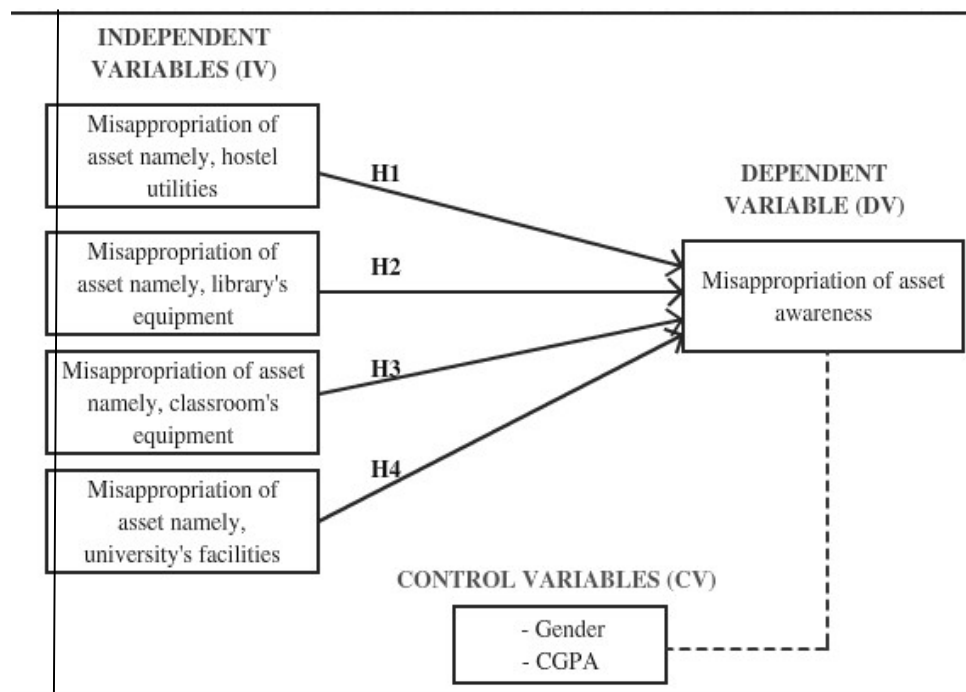 INDEPENDENT
VARIABLES (IV)
Misappropriation of
asset namely, hostel
utilities
H1
DEPENDENT
VARIABLE (DV)
Misappropriation of
asset namely, library's
equipment
H2
Misappropriation of asset
awareness
Misappropriation of asset
namely, classroom's
equipment
H3
Misappropriation of
asset namely,
university's facilities
H4
CONTROL VARIABLES (CV)
- Gender
- CGPA